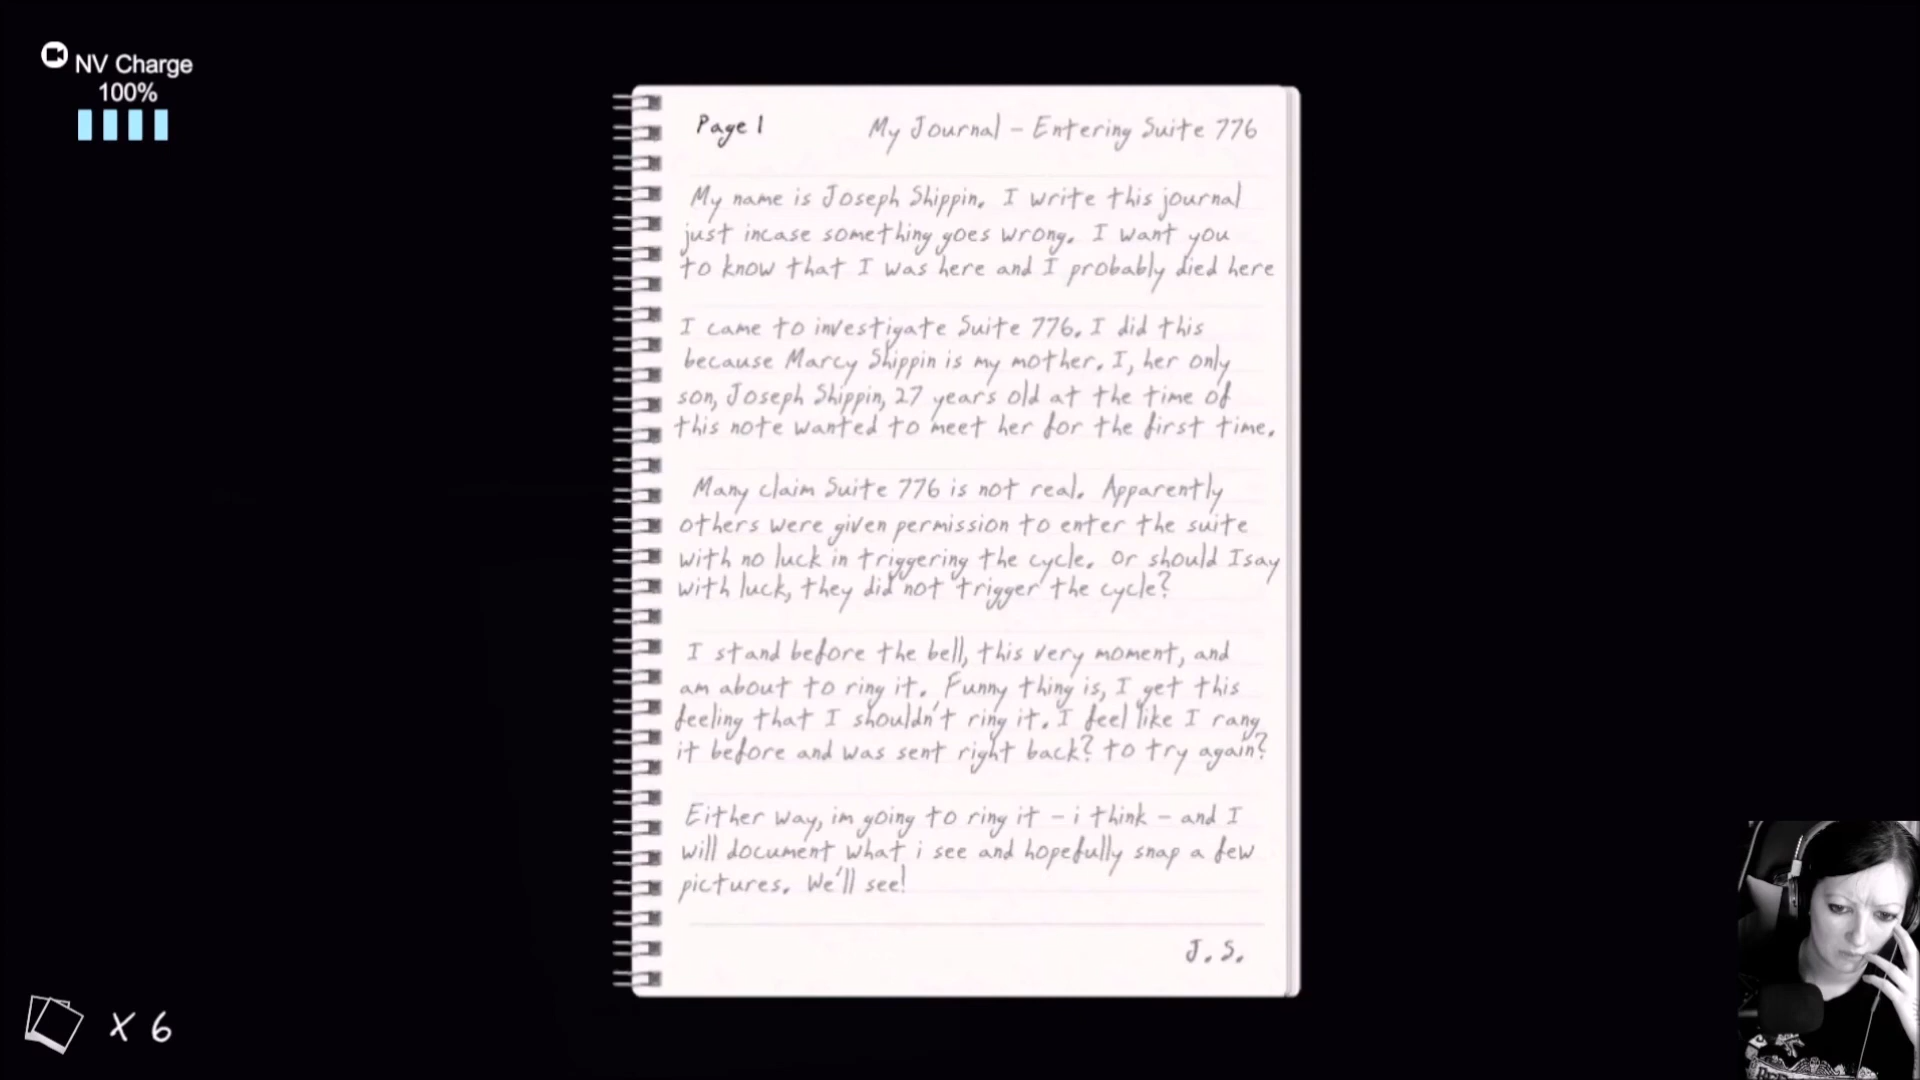 NV Charge
100%
Page 1
My Journal - Entering Suite 776
My name is Joseph Shippin. I write this journal
just incase something goes wrong. I want you
to know that I was here and I probably died here
I came to investigate Suite 776. I did this
because Marcy Shippin is my mother. I, her only
son, Joseph Shippin, 27 years old at the time of
this note wanted to meet her for the first time.
Many claim Suite 776 is not real. Apparently
others were given permission to enter the suite
with no luck in triggering the cycle. Or should I say
with luck, they did not trigger the cycle?
I stand before the bell, this very moment, and
am about to ring it. Funny thing is, I get this
feeling that I shouldn't ring it. I feel like I rang
it before and was sent right back? to try again?
Either way, im going to ring it - i think - and I
will document what i see and hopefully snap a few
pictures. We'll see!
J.S.
X 6